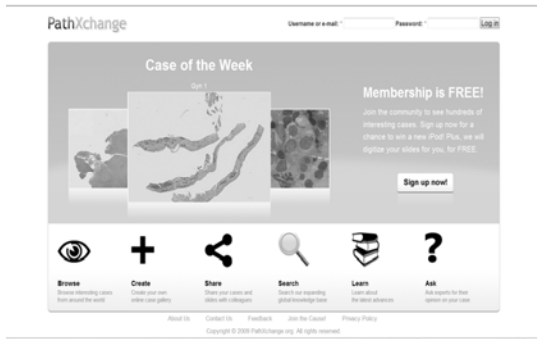 PathXchange
Username or e-mail: * Password: * Log in
Case of the Week
Gyn 1
Membership is FREE!
Join the community to see hundreds of
interesting cases. Sign up now for a
chance to win a new iPod! Plus, we will
digitize your slides for you, for FREE
Sign up now!
Browse
Browse interesting cases
from around the world
Create
Create your own
online case gallery
Share
Share your cases and
slides with colleagues
Search
Search our expanding
global knowledge base
Learn
Learn about
the latest advances
Ask
Ask experts for their
opinion on your case
About Us Contact Us Feedback Join the Cause! Privacy Policy
Copyright © 2009 PathXchange.org. All rights reserved